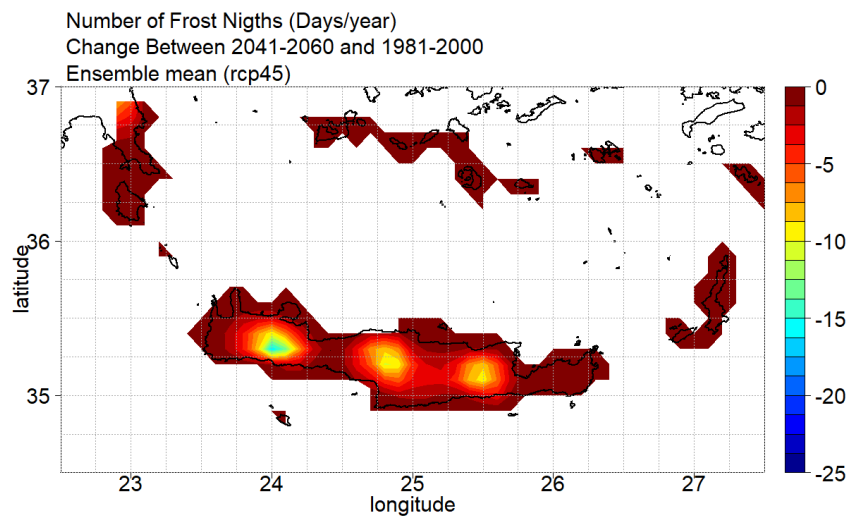 Number of Frost Nigths (Days/year)
Change Between 2041-2060 and 1981-2000
Ensemble mean (rcp45)
37
36
35
latitude
23
24
25
26
27
longitude
0
-5
-10
-15
-20
-25